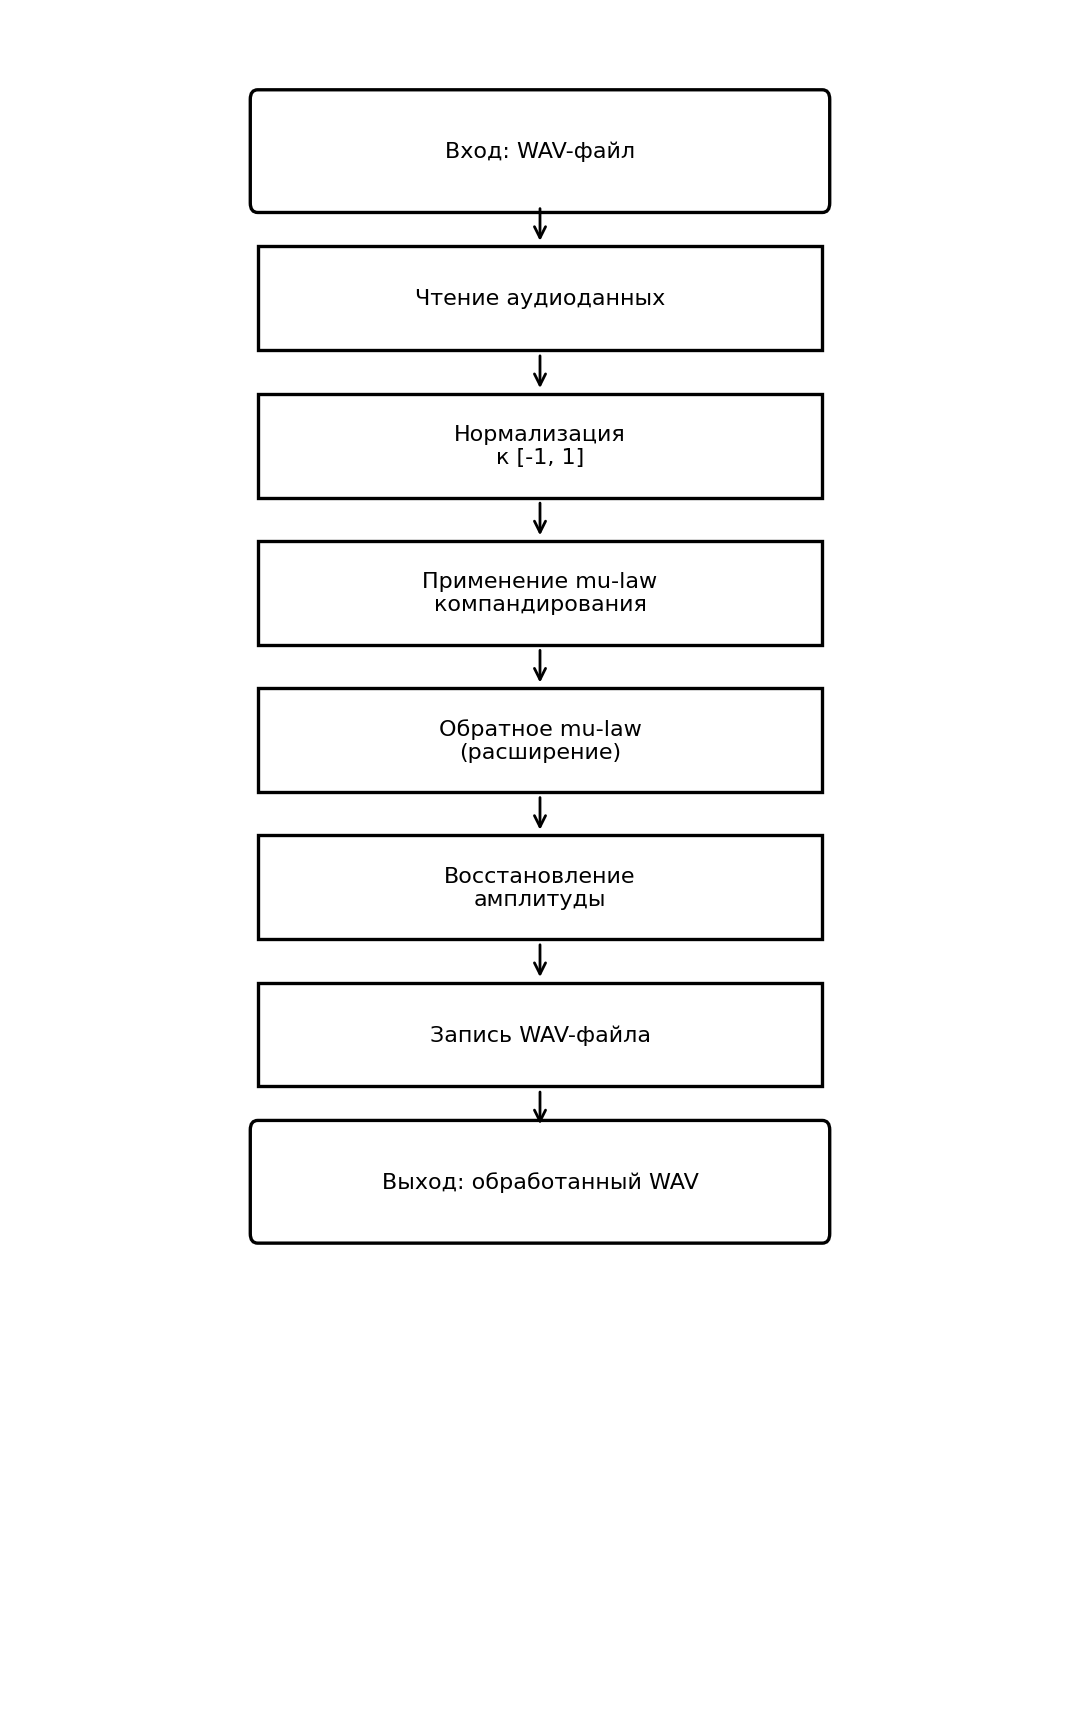 Вход: WAV-файл
Чтение аудиоданных
Нормализация
к [-1, 1]
Применение mu-law
компандирования
Обратное mu-law
(расширение)
Восстановление
амплитуды
Запись WAV-файла
Выход: обработанный WAV